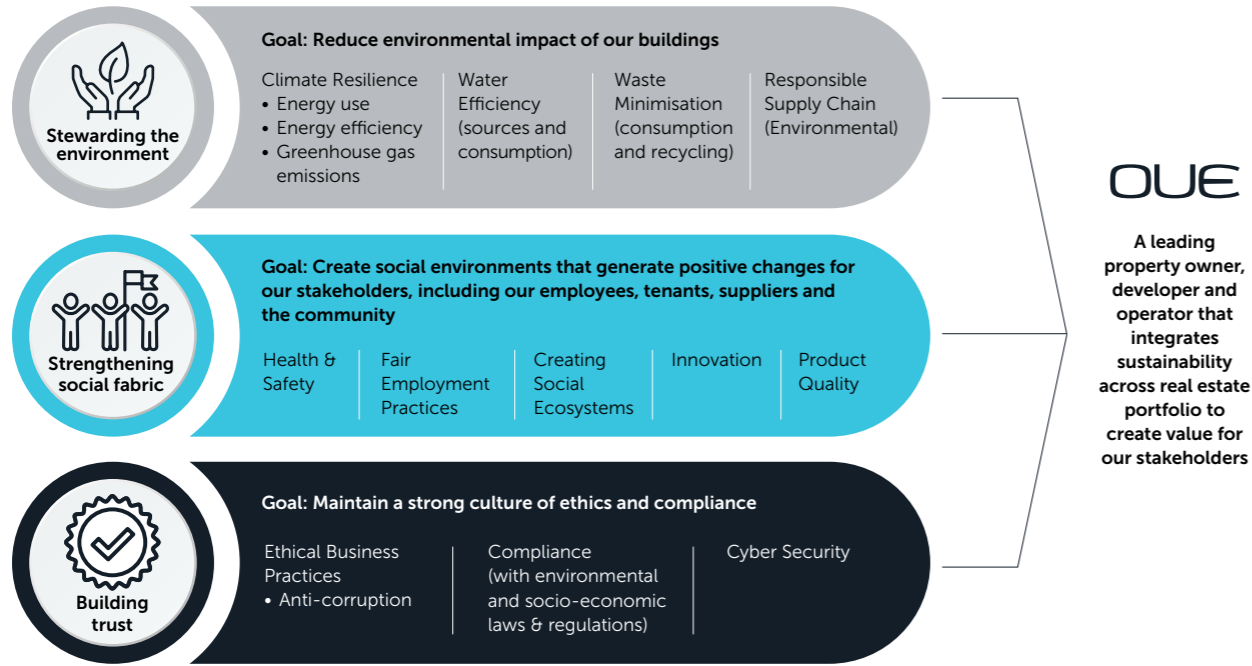 Stewarding the
environment
Goal: Reduce environmental impact of our buildings
Climate Resilience
• Energy use
• Energy efficiency
• Greenhouse gas
emissions
Water
Efficiency
(sources and
consumption)
Waste
Minimisation
(consumption
and recycling)
Responsible
Supply Chain
(Environmental)
Strengthening
social fabric
Goal: Create social environments that generate positive changes for
our stakeholders, including our employees, tenants, suppliers and
the community
Health &
Safety
Fair
Employment
Practices
Creating
Social
Ecosystems
Innovation
Product
Quality
Building
trust
Goal: Maintain a strong culture of ethics and compliance
Ethical Business
Practices
• Anti-corruption
Compliance
(with environmental
and socio-economic
laws & regulations)
Cyber Security
OUE
A leading
property owner,
developer and
operator that
integrates
sustainability
across real estate
portfolio to
create value for
our stakeholders